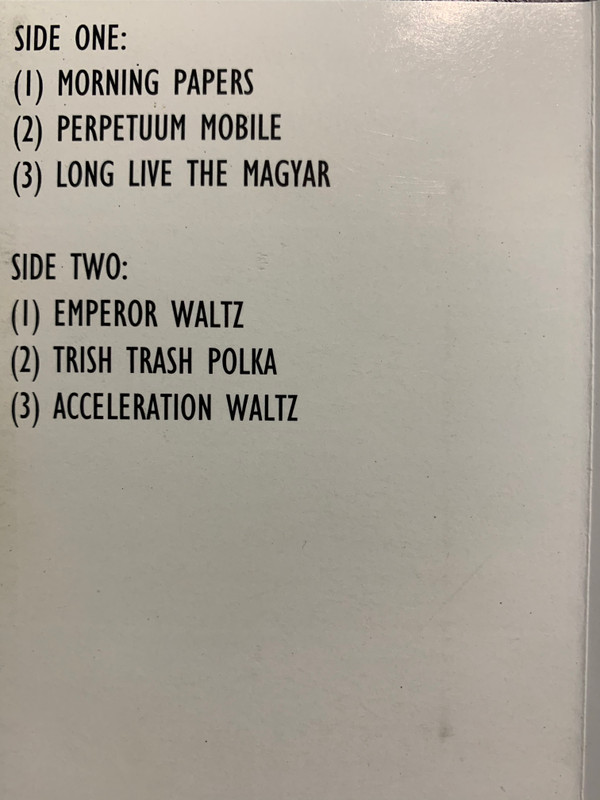 SIDE ONE:
(1) MORNING PAPERS
(2) PERPETUUM MOBILE
(3) LONG LIVE THE MAGYAR
SIDE TWO:
(1) EMPEROR WALTZ
(2) TRISH TRASH POLKA
(3) ACCELERATION WALTZ